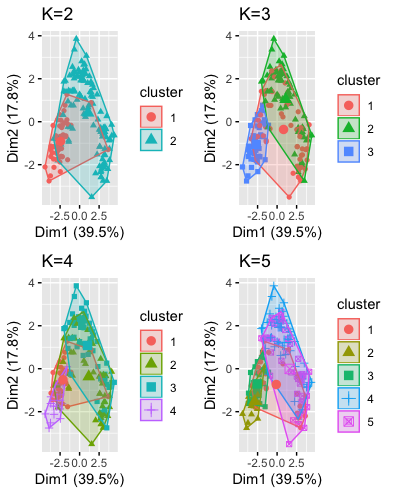 K=2
4
2
0
-2
Dim2 (17.8%)
-2.5 0.0 2.5
Dim1 (39.5%)
cluster
1
2
K=3
4
2
0
-2
Dim2 (17.8%)
-2.5 0.0 2.5
Dim1 (39.5%)
cluster
1
2
3
K=4
4
2
0
-2
Dim2 (17.8%)
-2.5 0.0 2.5
Dim1 (39.5%)
cluster
1
2
3
4
K=5
4
2
0
-2
Dim2 (17.8%)
-2.5 0.0 2.5
Dim1 (39.5%)
cluster
1
2
3
4
5